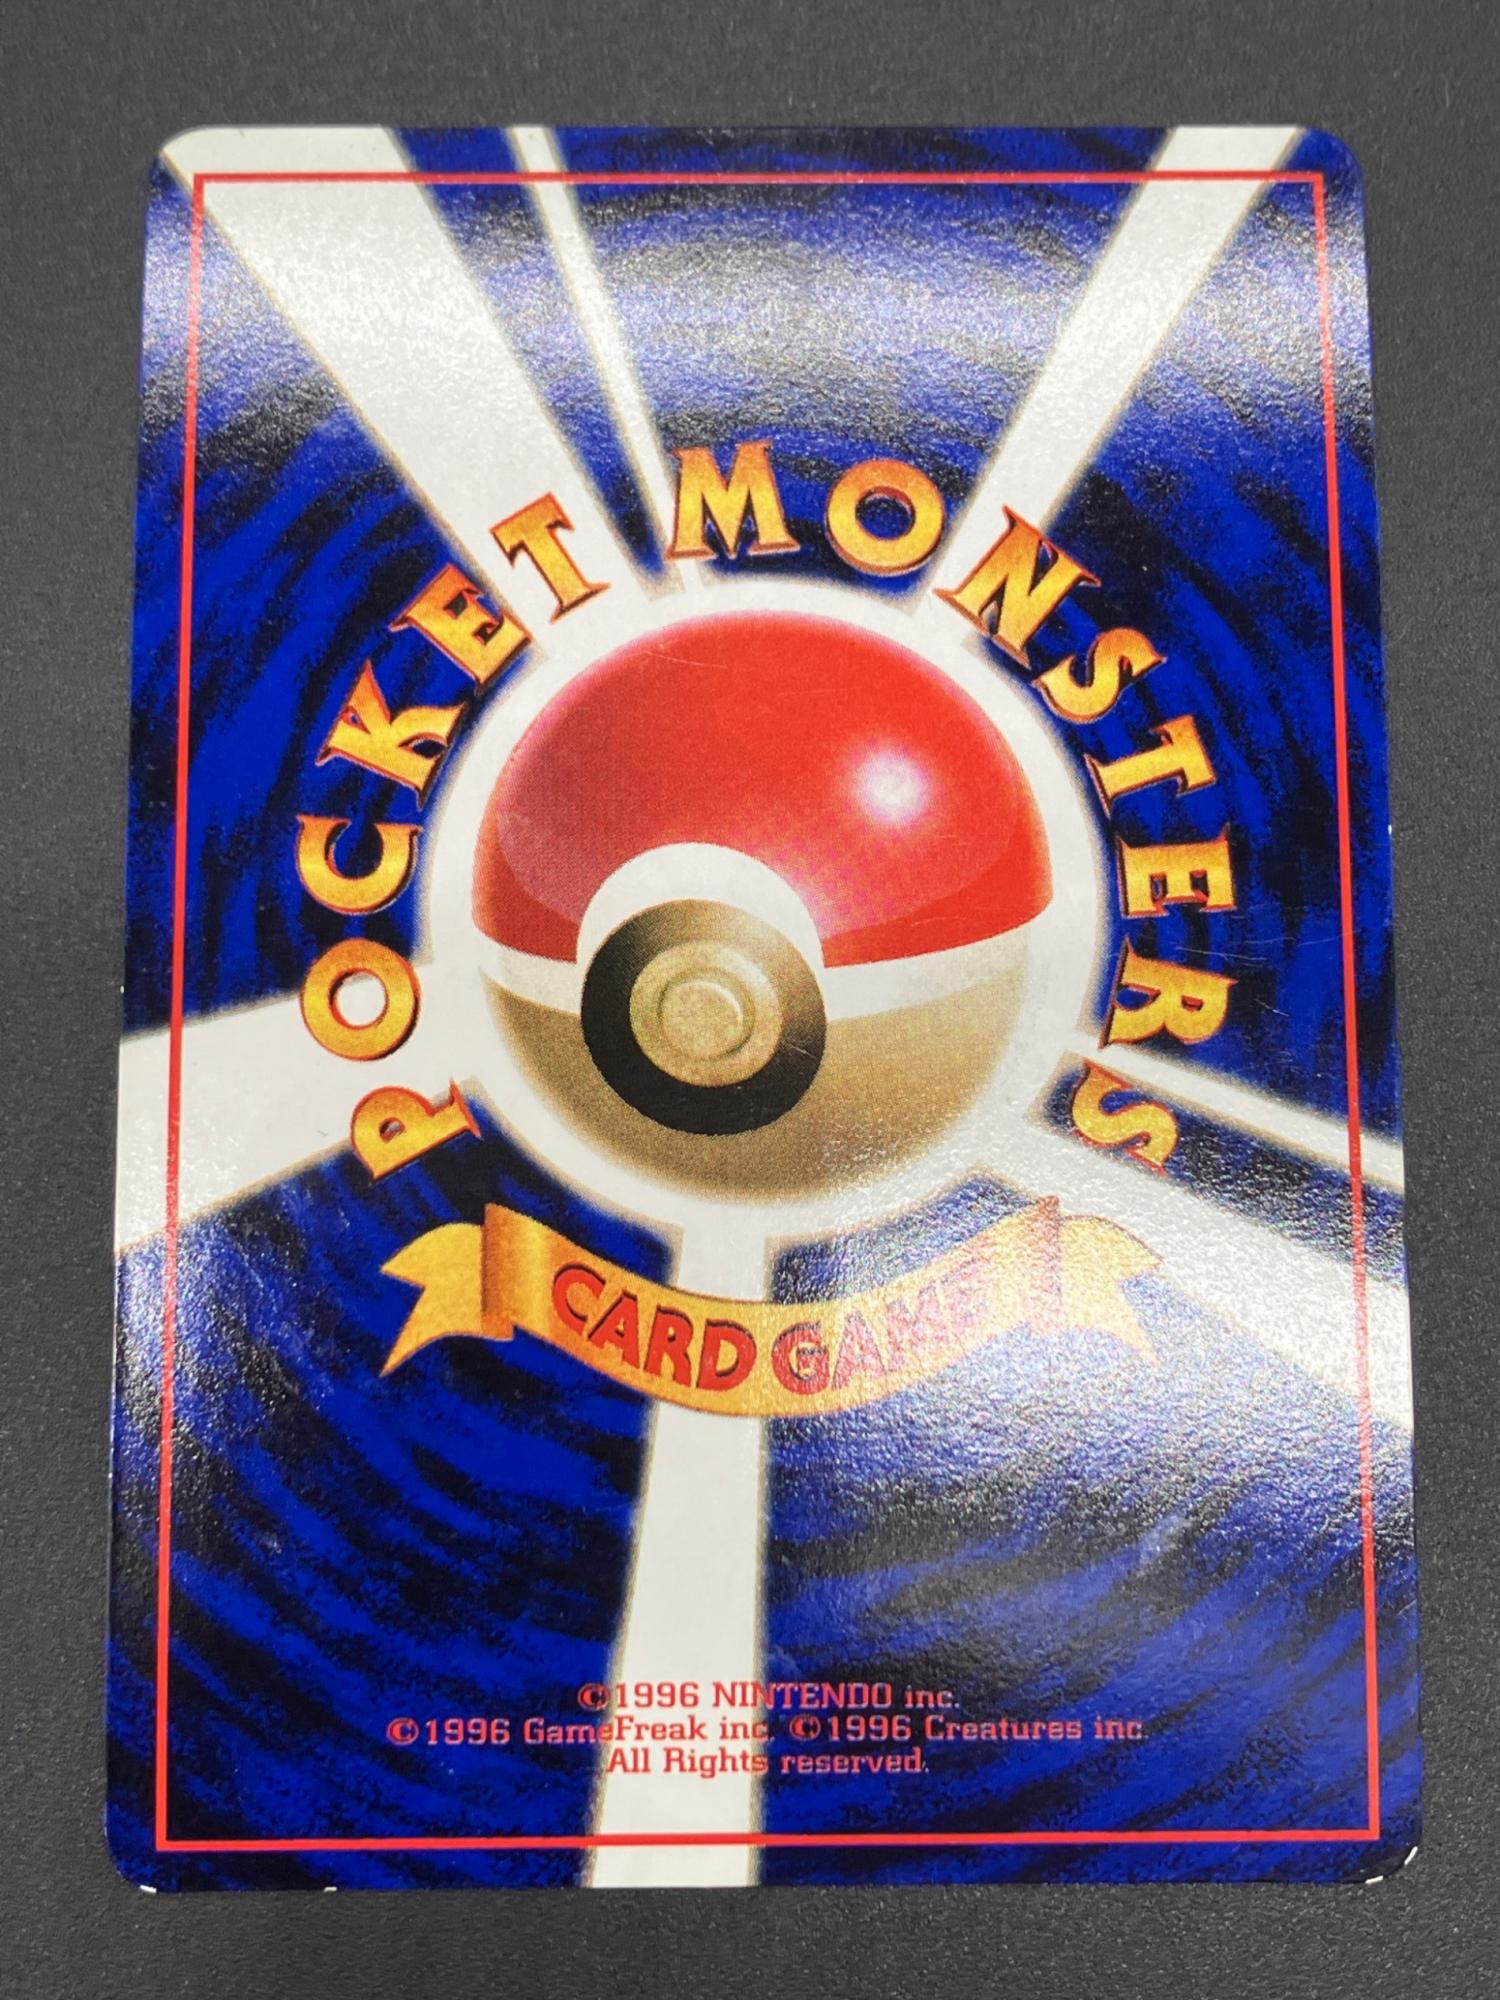 POCKET MONSTERS
CARD GAME
©1996 NINTENDO inc.
©1996 GameFreak inc. ©1996 Creatures inc.
All Rights reserved.